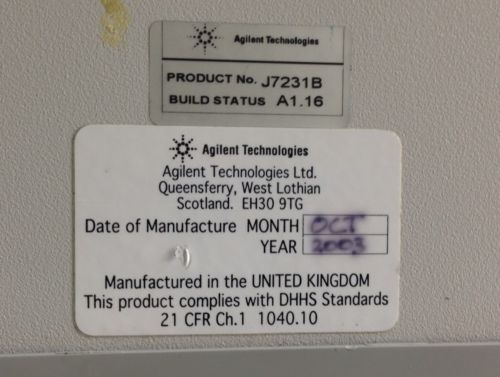 Agilent Technologies
PRODUCT No. J7231B
BUILD STATUS A1.16
Agilent Technologies
Agilent Technologies Ltd.
Queensferry, West Lothian
Scotland. EH30 9TG
Date of Manufacture MONTH OCT
YEAR 2003
Manufactured in the UNITED KINGDOM
This product complies with DHHS Standards
21 CFR Ch.1 1040.10